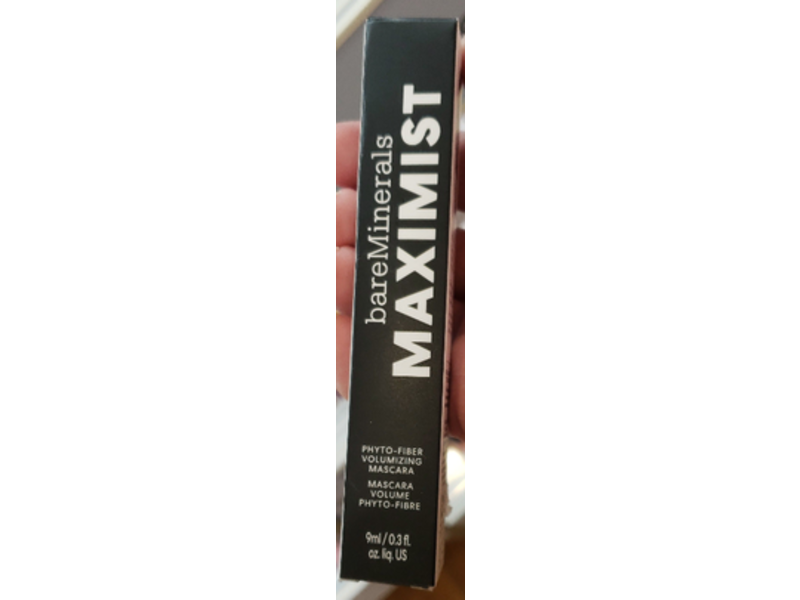 bareMinerals
MAXIMIST
PHYTO-FIBER
VOLUMIZING
MASCARA
MASCARA
VOLUME
PHYTO-FIBRE
9ml / 0.3 fl.
oz. liq. US